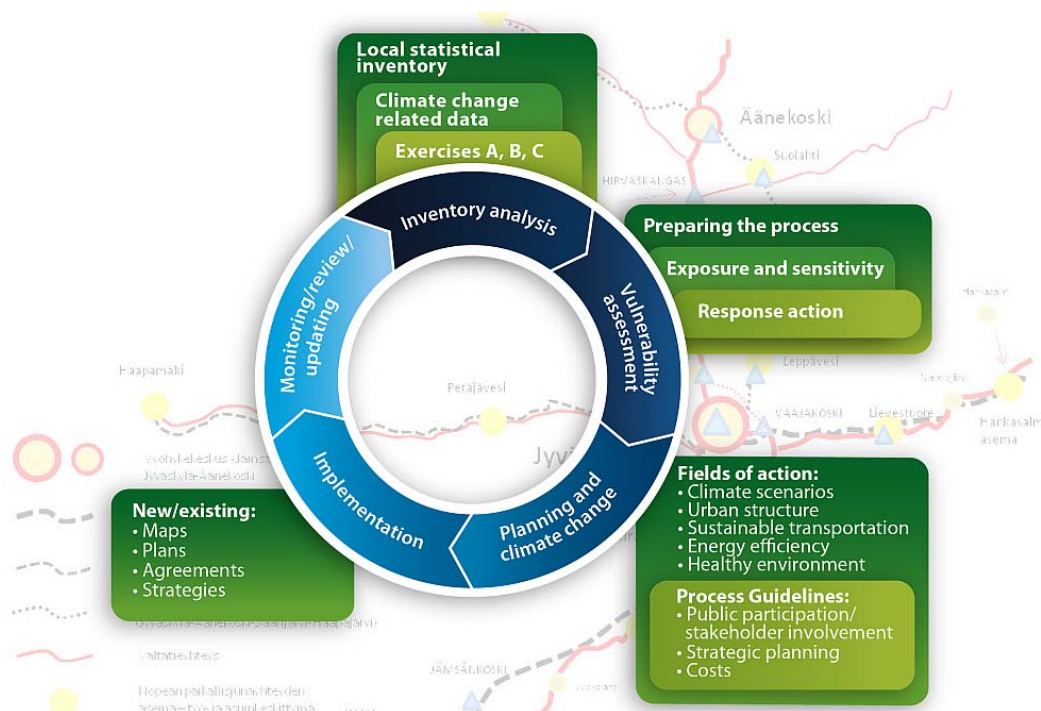 Local statistical
inventory
Climate change
related data
Exercises A, B, C
Inventory analysis
Äänekoski
Suolahti
HIRVASKANGAS
Preparing the process
Exposure and sensitivity
Response action
Vulnerability
assessment
Monitoring/review/
updating
Haapamäki
Petäjävesi
Leppävesi
VAAJAKOSKI
Lievestuore
Hankasalmi
asema
Implementation
Planning and
climate change
New/existing:
• Maps
• Plans
• Agreements
• Strategies
Fields of action:
• Climate scenarios
• Urban structure
• Sustainable transportation
• Energy efficiency
• Healthy environment
Process Guidelines:
• Public participation/
stakeholder involvement
• Strategic planning
• Costs
Valtatieyhteys
JÄMSÄNKOSKI